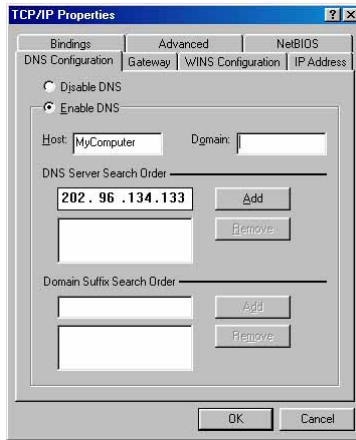 TCP/IP Properties
Bindings Advanced NetBIOS
DNS Configuration Gateway WINS Configuration IP Address
Disable DNS
Enable DNS
Host: MyComputer Domain:
DNS Server Search Order
202. 96 .134.133 Add
Remove
Domain Suffix Search Order
Add
Remove
OK Cancel